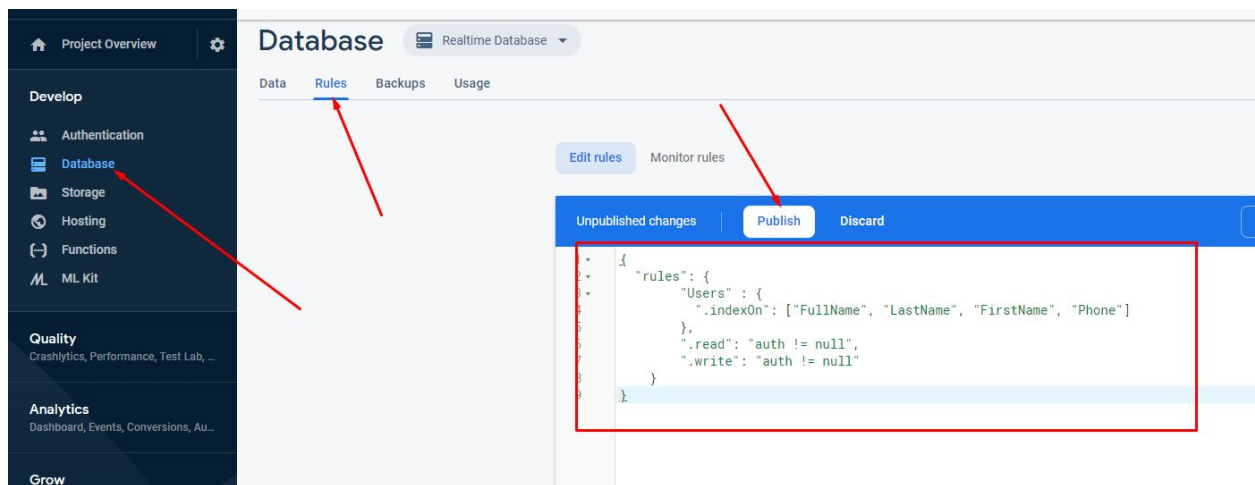 Project Overview
Develop
Authentication
Database
Storage
Hosting
Functions
ML Kit
Quality
Crashlytics, Performance, Test Lab, ...
Analytics
Dashboard, Events, Conversions, Au...
Grow
Database
Realtime Database
Data Rules Backups Usage
Edit rules Monitor rules
Unpublished changes Publish Discard
1 {
2 "rules": {
3 "Users" : {
4 ".indexOn": ["FullName", "LastName", "FirstName", "Phone"]
5 },
6 ".read": "auth != null",
7 ".write": "auth != null"
8 }
9 }